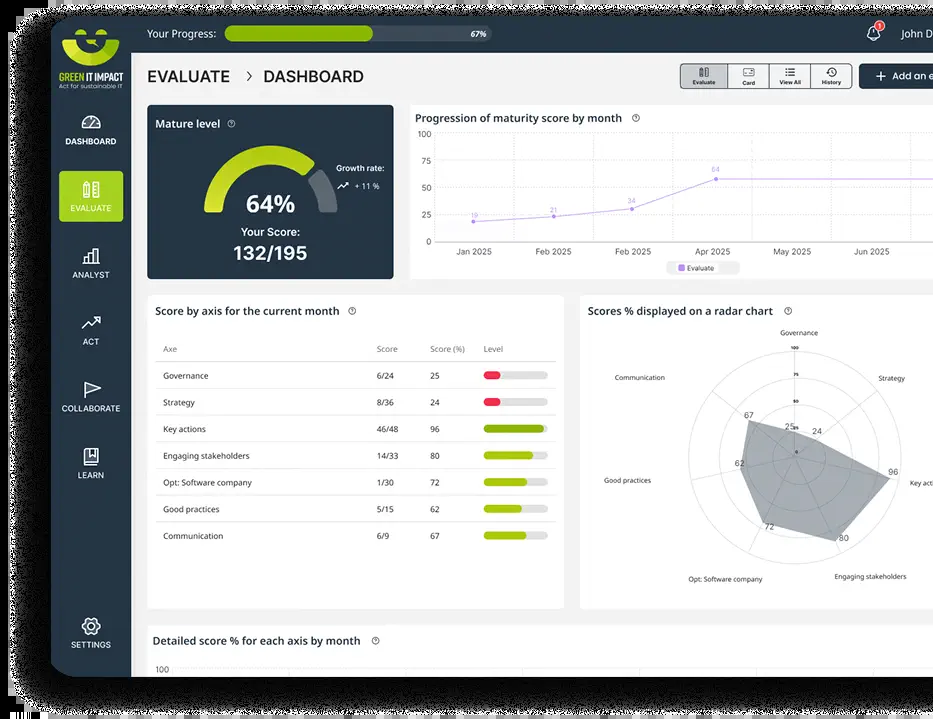 Your Progress: 67% 1 John D
GREEN IT IMPACT
Act for sustainable IT
EVALUATE > DASHBOARD
Evaluate Card View All History
+ Add an e
DASHBOARD
EVALUATE
ANALYST
ACT
COLLABORATE
LEARN
SETTINGS
Mature level ?
Growth rate:
+ 11 %
64%
Your Score:
132/195
Progression of maturity score by month ?
100
75
50
25
0
19 21 34 64
Jan 2025 Feb 2025 Feb 2025 Apr 2025 May 2025 Jun 2025
Evaluate
Score by axis for the current month ?
Axe Score Score (%) Level
Governance 6/24 25
Strategy 8/36 24
Key actions 46/48 96
Engaging stakeholders 14/33 80
Opt: Software company 1/30 72
Good practices 5/15 62
Communication 6/9 67
Scores % displayed on a radar chart ?
Governance
100
Communication Strategy
75
50
67 25 25 24
0
62 96
Good practices Key acti
72 80
Opt: Software company Engaging stakeholders
Detailed score % for each axis by month ?
100